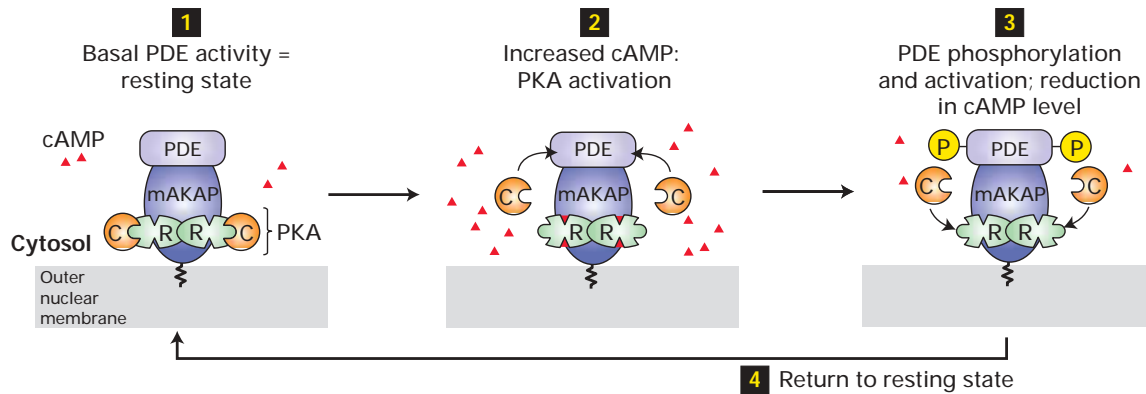 1
Basal PDE activity =
resting state
cAMP
PDE
mAKAP
C
R
R
C
PKA
Cytosol
Outer
nuclear
membrane
2
Increased cAMP:
PKA activation
PDE
mAKAP
C
C
R
R
3
PDE phosphorylation
and activation; reduction
in cAMP level
P
PDE
P
C
mAKAP
C
R
R
4 Return to resting state